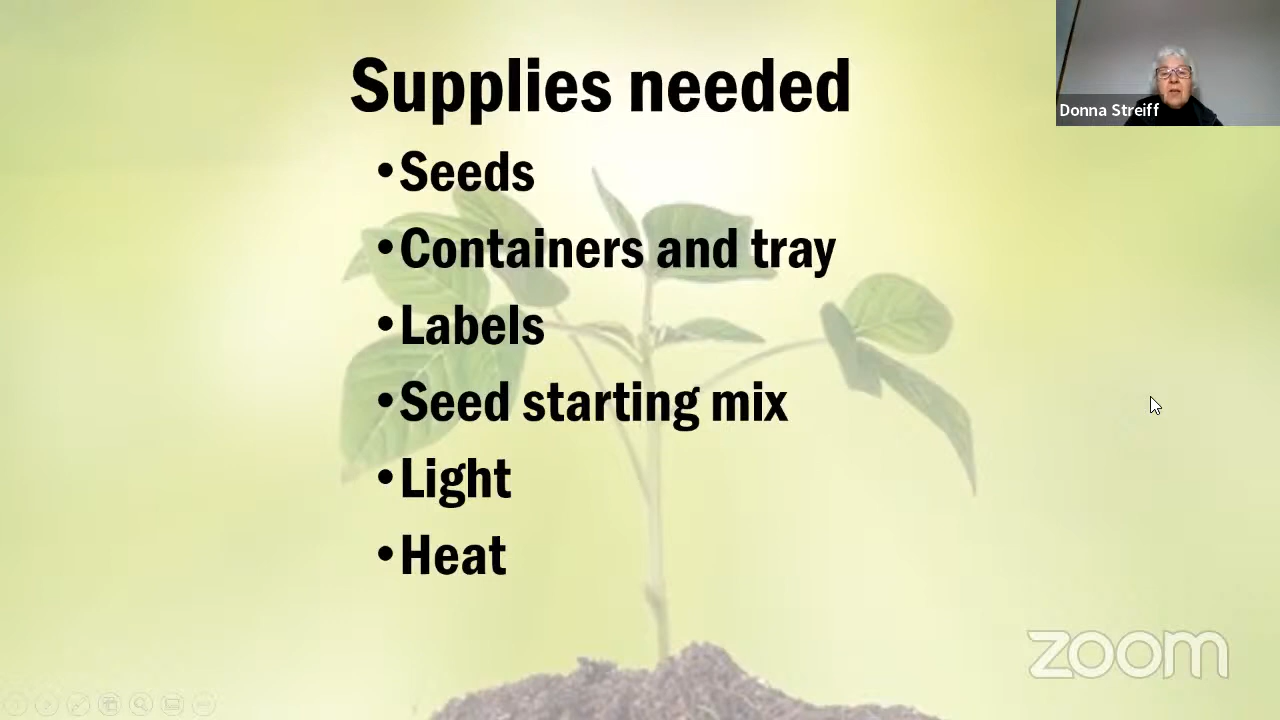 Supplies needed
•Seeds
•Containers and tray
•Labels
•Seed starting mix
•Light
•Heat
Donna Streiff
zoom